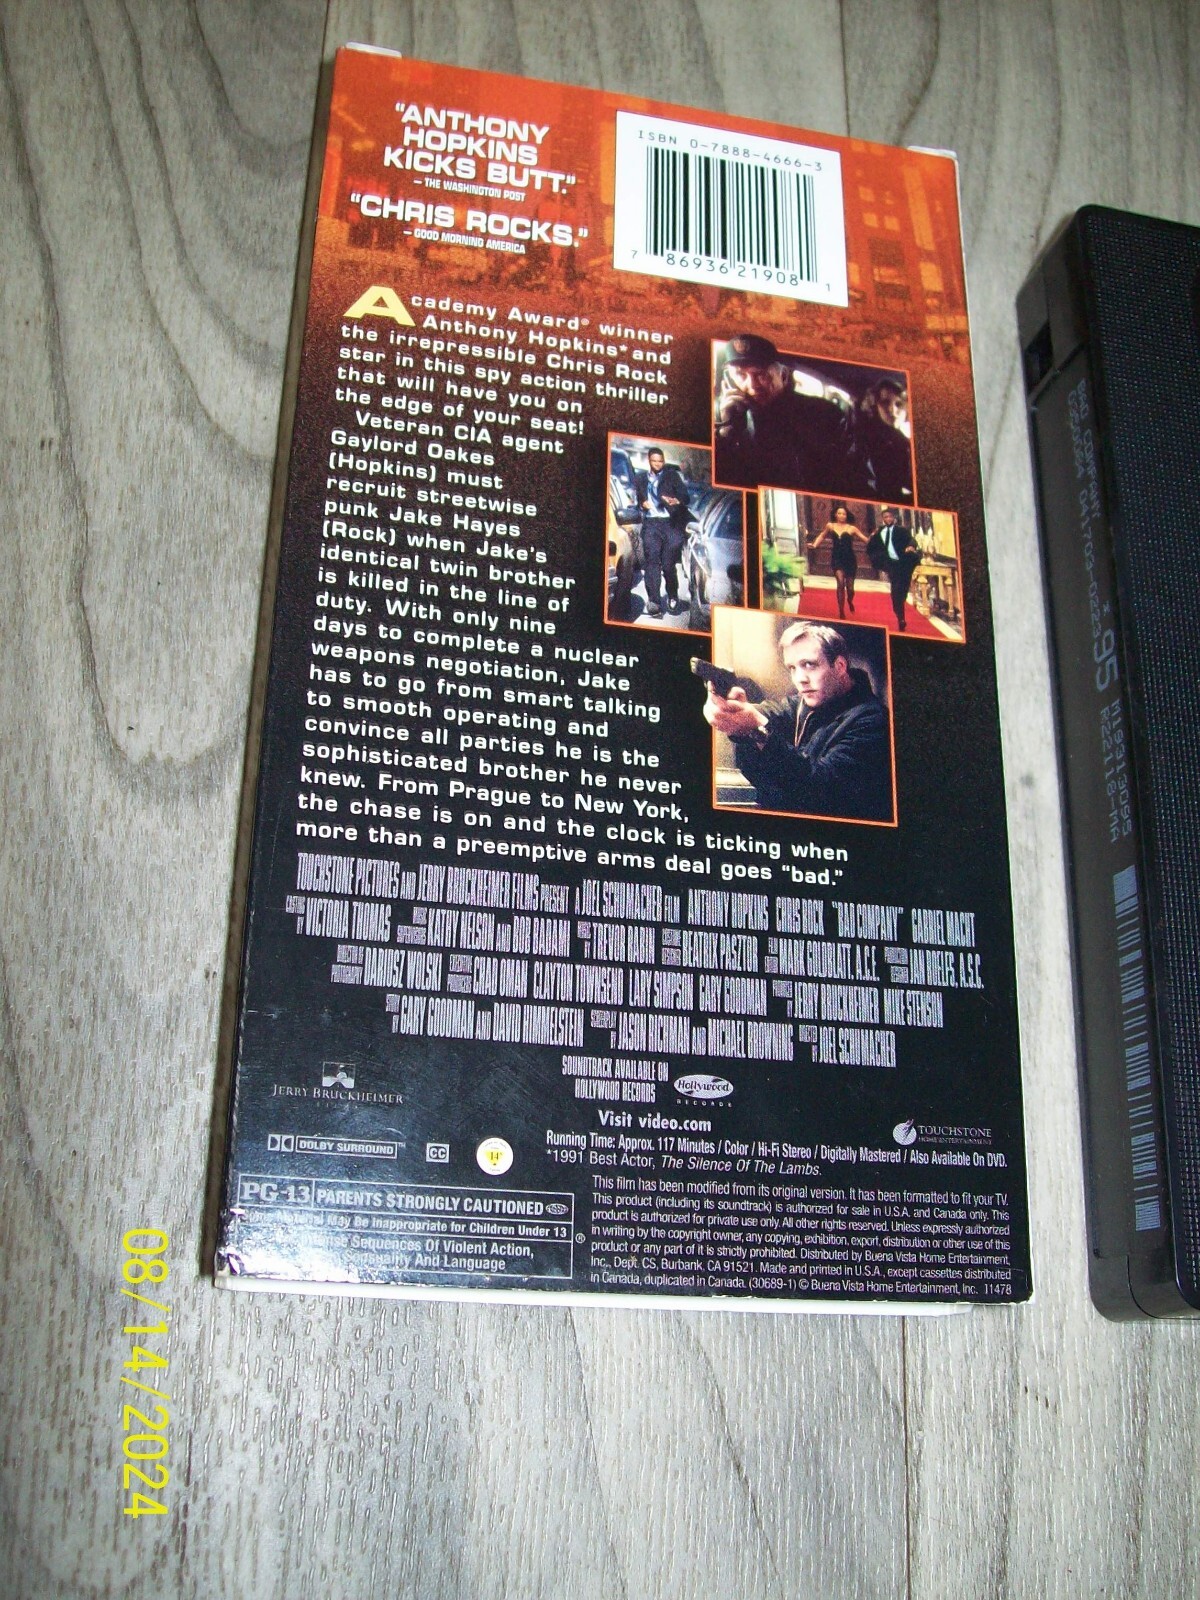 "ANTHONY
HOPKINS
KICKS BUTT."
– THE WASHINGTON POST
"CHRIS ROCKS."
– GOOD MORNING AMERICA
ISBN 0-7888-4666-3
7 86936 21908 1
Academy Award® winner
Anthony Hopkins* and
the irrepressible Chris Rock
star in this spy action thriller
that will have you on
the edge of your seat!
Veteran CIA agent
Gaylord Oakes
(Hopkins) must
recruit streetwise
punk Jake Hayes
(Rock) when Jake's
identical twin brother
is killed in the line of
duty. With only nine
days to complete a nuclear
weapons negotiation, Jake
has to go from smart talking
to smooth operating and
convince all parties he is the
sophisticated brother he never
knew. From Prague to New York,
the chase is on and the clock is ticking when
more than a preemptive arms deal goes "bad."
TOUCHSTONE PICTURES AND JERRY BRUCKHEIMER FILMS PRESENT A JOEL SCHUMACHER FILM ANTHONY HOPKINS CHRIS ROCK "BAD COMPANY" GABRIEL MACHT
VICTORIA THOMAS KATHY NELSON AND BOB BADAMI BY TREVOR RABIN BEATRIX PASZTOR MARK GOLDBLATT, A.C.E. JAN ROELFS, A.S.C.
DARIUSZ WOLSKI CHAD OMAN CLAYTON TOWNSEND LARY SIMPSON GARY GOODMAN BY JERRY BRUCKHEIMER MIKE STENSON
BY GARY GOODMAN AND DAVID HIMMELSTEIN BY JASON RICHMAN AND MICHAEL BROWNING BY JOEL SCHUMACHER
SOUNDTRACK AVAILABLE ON
HOLLYWOOD RECORDS
Hollywood
RECORDS
JERRY BRUCKHEIMER
Visit video.com
TOUCHSTONE
HOME ENTERTAINMENT
DOLBY SURROUND™
CC
Running Time: Approx. 117 Minutes / Color / Hi-Fi Stereo / Digitally Mastered / Also Available On DVD.
*1991 Best Actor, The Silence Of The Lambs.
PG-13 PARENTS STRONGLY CAUTIONED
Some Material May Be Inappropriate for Children Under 13
Intense Sequences Of Violent Action,
Sensuality And Language
®
This film has been modified from its original version. It has been formatted to fit your TV.
This product (including its soundtrack) is authorized for sale in U.S.A. and Canada only. This
product is authorized for private use only. All other rights reserved. Unless expressly authorized
in writing by the copyright owner, any copying, exhibition, export, distribution or other use of this
product or any part of it is strictly prohibited. Distributed by Buena Vista Home Entertainment,
Inc., Dept. CS, Burbank, CA 91521. Made and printed in U.S.A., except cassettes distributed
in Canada, duplicated in Canada. (30689-1) © Buena Vista Home Entertainment, Inc. 11478
BAD COMPANY
95
08/14/2024